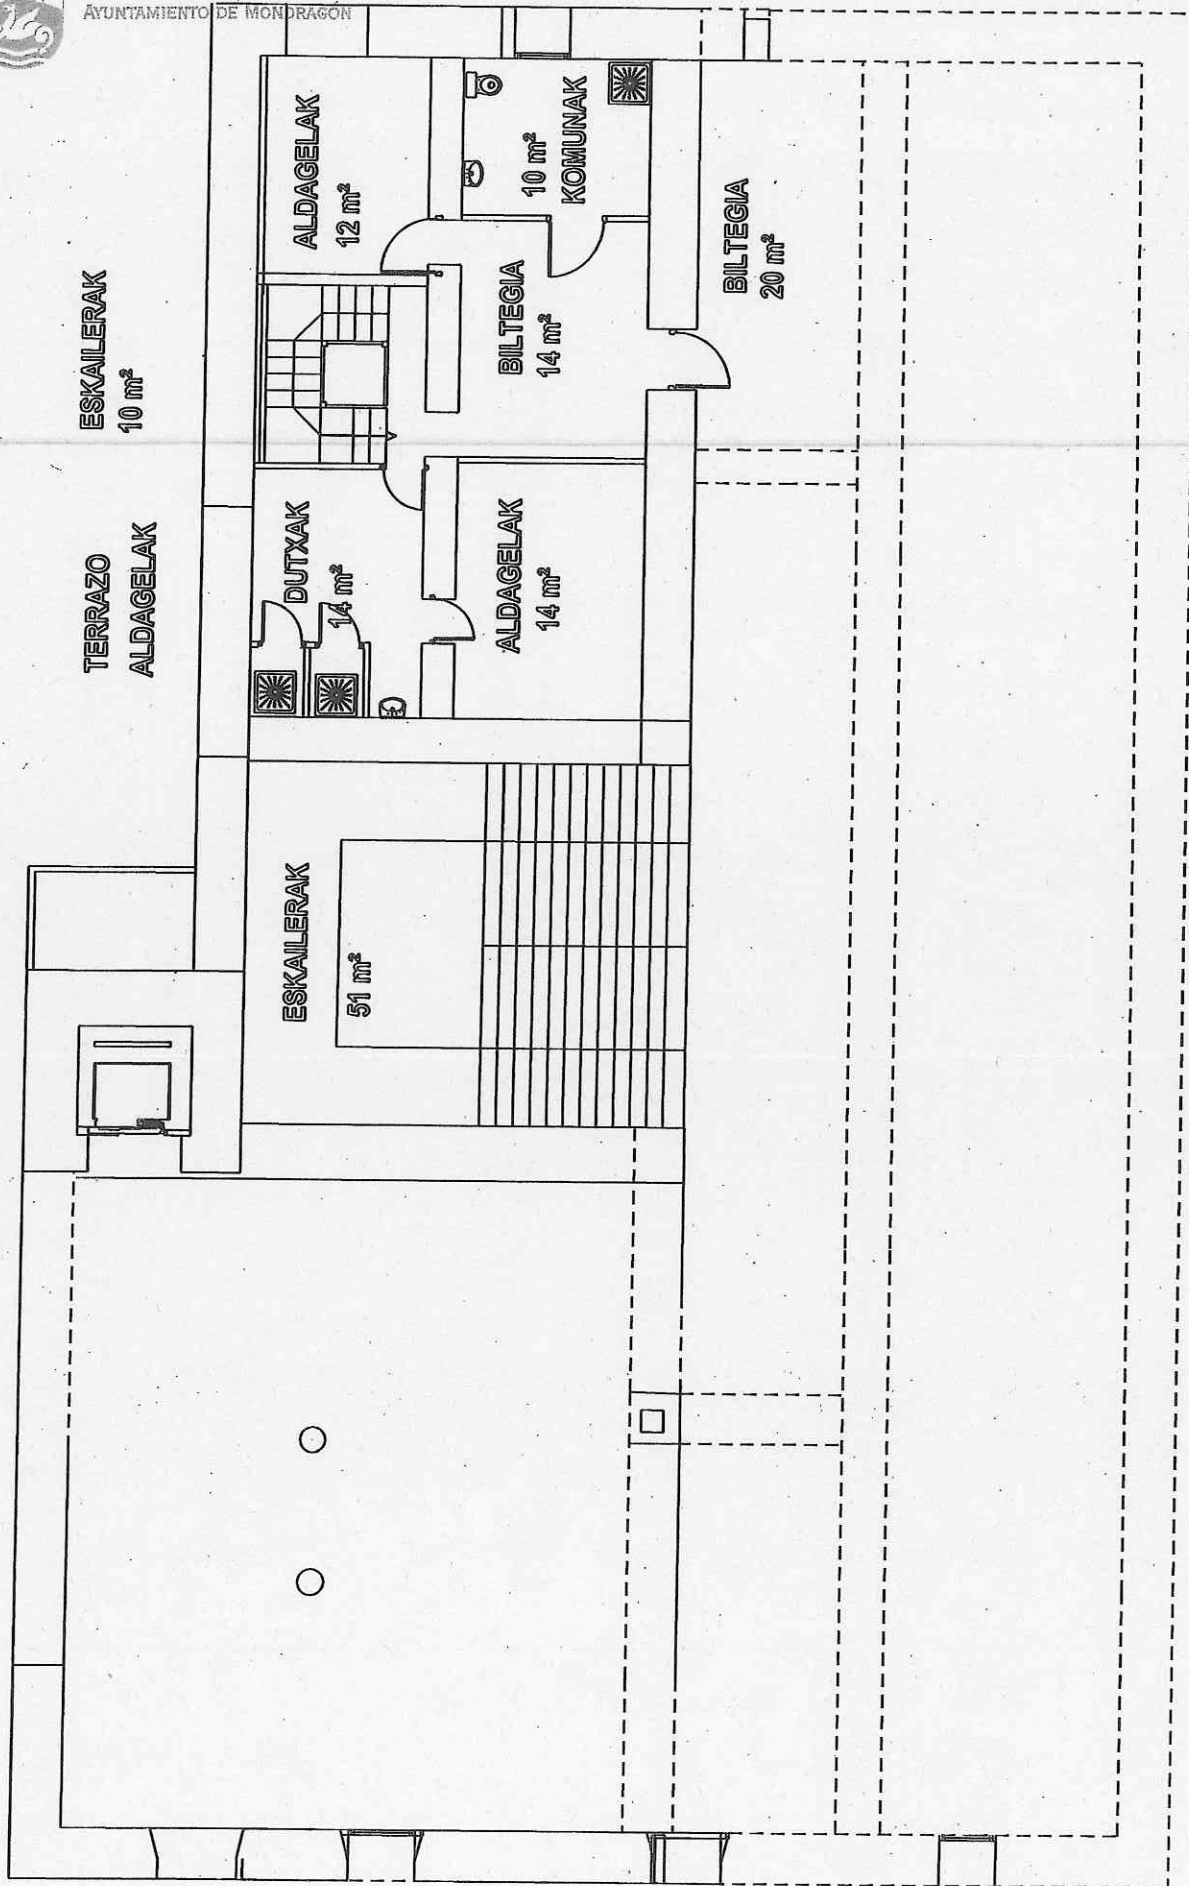 AYUNTAMIENTO DE MONDRAGÓN
ESKAILERAK
10 m²
TERRAZO
ALDAGELAK
ALDAGELAK
12 m²
10 m²
KOMUNAK
BILTEGIA
14 m²
BILTEGIA
20 m²
DUTXAK
14 m²
ALDAGELAK
14 m²
ESKAILERAK
51 m²